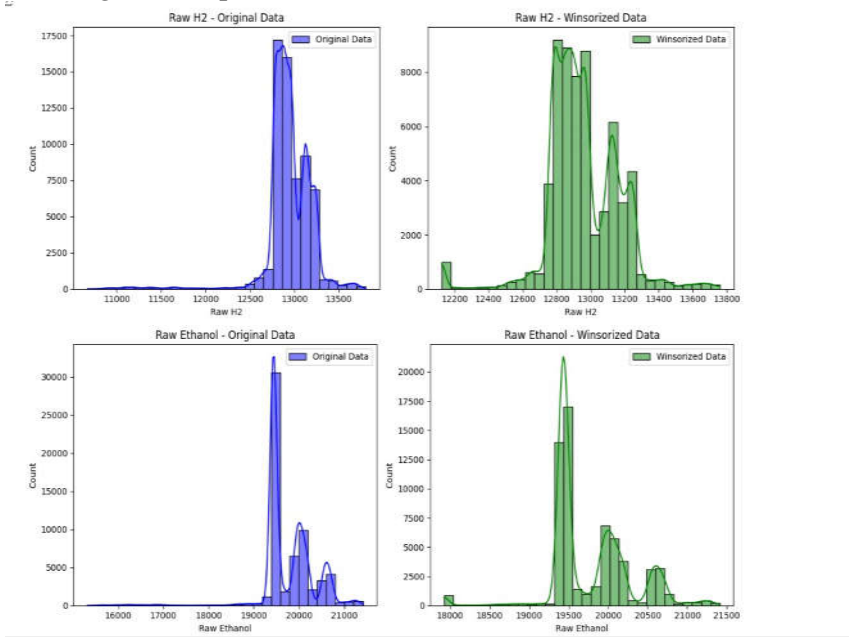 Raw H2 - Original Data
Original Data
17500
15000
12500
10000
7500
5000
2500
0
Count
11000 11500 12000 12500 13000 13500
Raw H2
Raw H2 - Winsorized Data
Winsorized Data
8000
6000
4000
2000
0
Count
12200 12400 12600 12800 13000 13200 13400 13600 13800
Raw H2
Raw Ethanol - Original Data
Original Data
30000
25000
20000
15000
10000
5000
0
Count
16000 17000 18000 19000 20000 21000
Raw Ethanol
Raw Ethanol - Winsorized Data
Winsorized Data
20000
17500
15000
12500
10000
7500
5000
2500
0
Count
18000 18500 19000 19500 20000 20500 21000 21500
Raw Ethanol